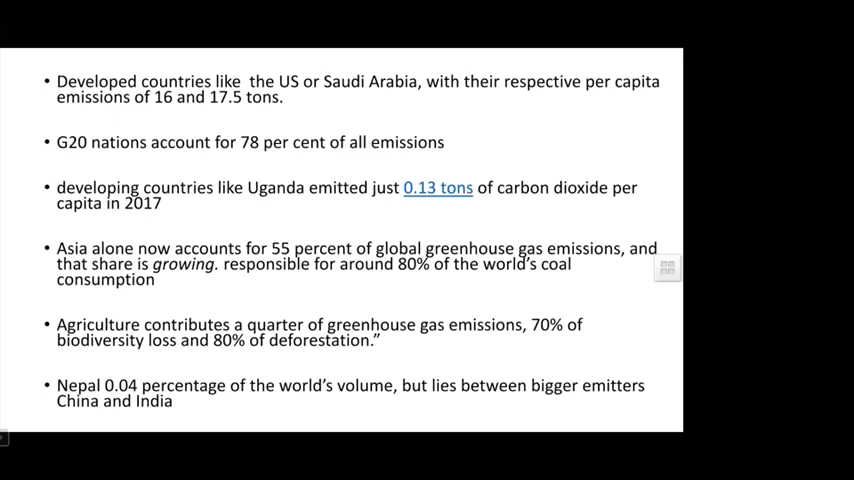 • Developed countries like  the US or Saudi Arabia, with their respective per capita
emissions of 16 and 17.5 tons.
• G20 nations account for 78 per cent of all emissions
• developing countries like Uganda emitted just 0.13 tons of carbon dioxide per
capita in 2017
• Asia alone now accounts for 55 percent of global greenhouse gas emissions, and
that share is growing. responsible for around 80% of the world’s coal
consumption
• Agriculture contributes a quarter of greenhouse gas emissions, 70% of
biodiversity loss and 80% of deforestation.”
• Nepal 0.04 percentage of the world’s volume, but lies between bigger emitters
China and India